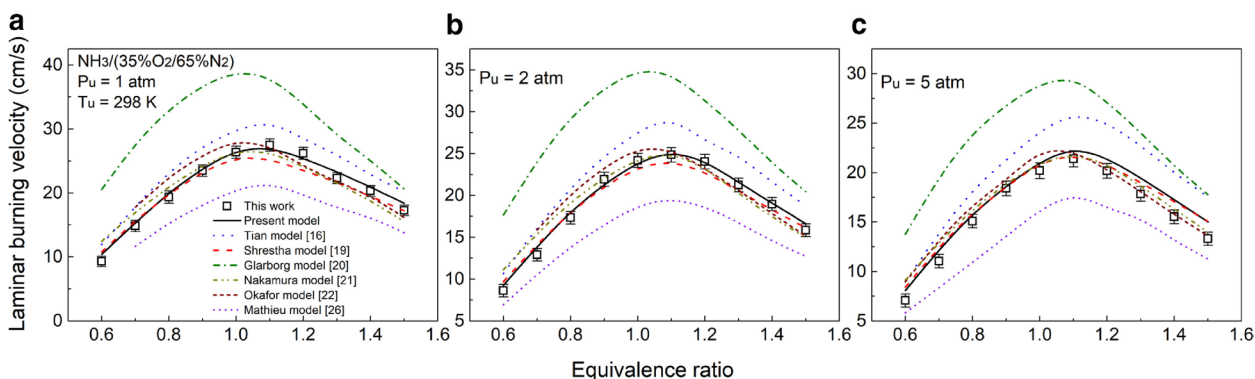 a
Laminar burning velocity (cm/s)
NH3/(35%O2/65%N2)
Pu = 1 atm
Tu = 298 K
40
35
30
25
20
15
10
5
0
This work
Present model
Tian model [16]
Shrestha model [19]
Glarborg model [20]
Nakamura model [21]
Okafor model [22]
Mathieu model [26]
0.6 0.8 1.0 1.2 1.4 1.6
b
Pu = 2 atm
35
30
25
20
15
10
5
0.6 0.8 1.0 1.2 1.4 1.6
c
Pu = 5 atm
30
25
20
15
10
5
0.6 0.8 1.0 1.2 1.4 1.6
Equivalence ratio